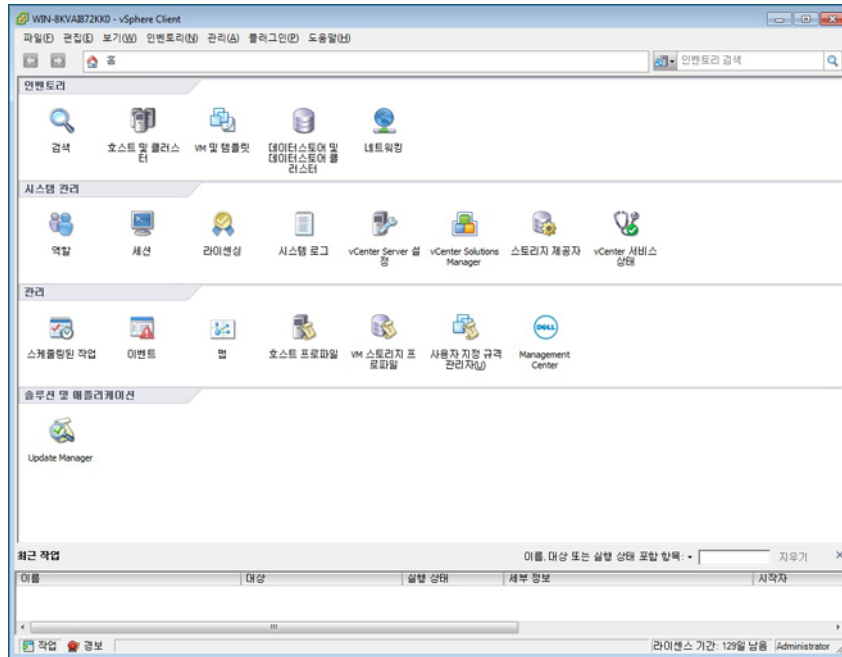 WIN-8KVAB72KK0 - vSphere Client
파일(F) 편집(E) 보기(W) 인벤토리(N) 관리(A) 플러그인(P) 도움말(H)
홈
인벤토리 검색
인벤토리
검색
호스트 및 클러스
터
VM 및 템플릿
데이터스토어 및
데이터스토어 클
러스터
네트워킹
시스템 관리
역할
세션
라이센싱
시스템 로그
vCenter Server 설
정
vCenter Solutions
Manager
스토리지 제공자
vCenter 서비스
상태
관리
스케줄링된 작업
이벤트
맵
호스트 프로파일
VM 스토리지 프
로파일
사용자 지정 규격
관리자(U)
DELL
Management
Center
솔루션 및 애플리케이션
Update Manager
최근 작업
이름, 대상 또는 실행 상태 포함 항목:
지우기
이름
대상
실행 상태
세부 정보
시작자
작업
경보
라이센스 기간: 129일 남음
Administrator